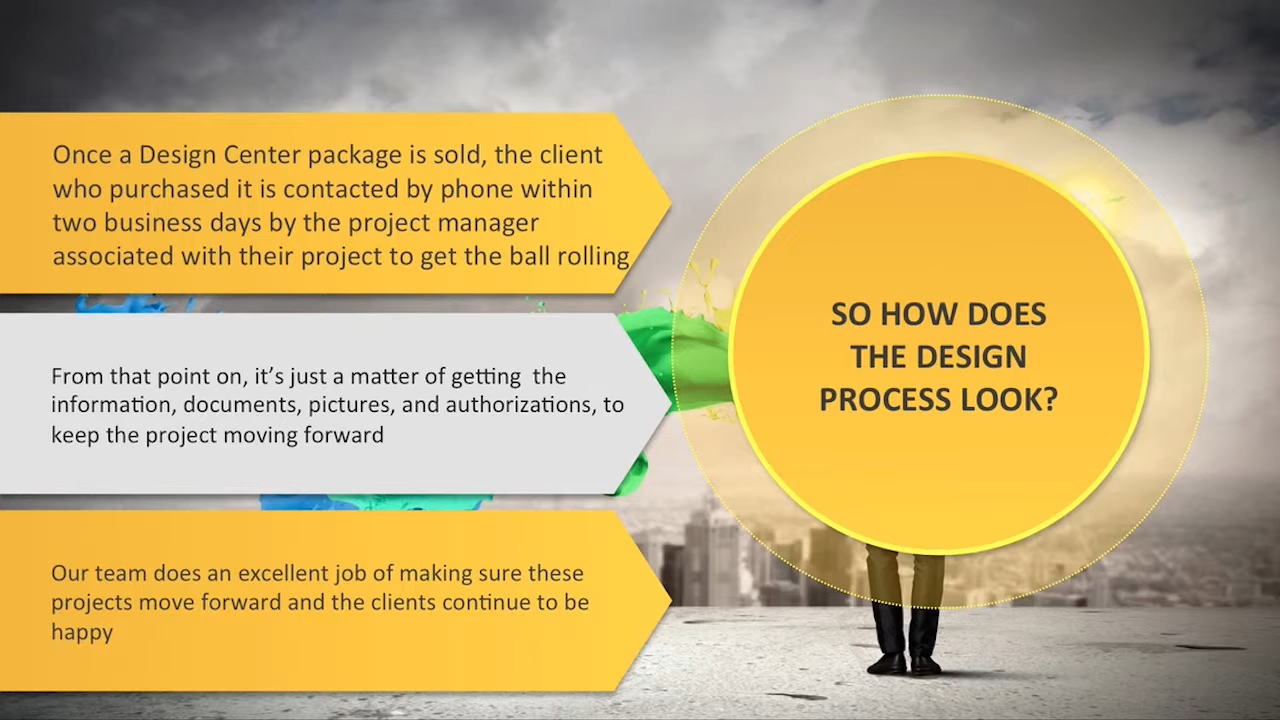 Once a Design Center package is sold, the client
who purchased it is contacted by phone within
two business days by the project manager
associated with their project to get the ball rolling
From that point on, it’s just a matter of getting  the
information, documents, pictures, and authorizations, to
keep the project moving forward
Our team does an excellent job of making sure these
projects move forward and the clients continue to be
happy
SO HOW DOES
THE DESIGN
PROCESS LOOK?